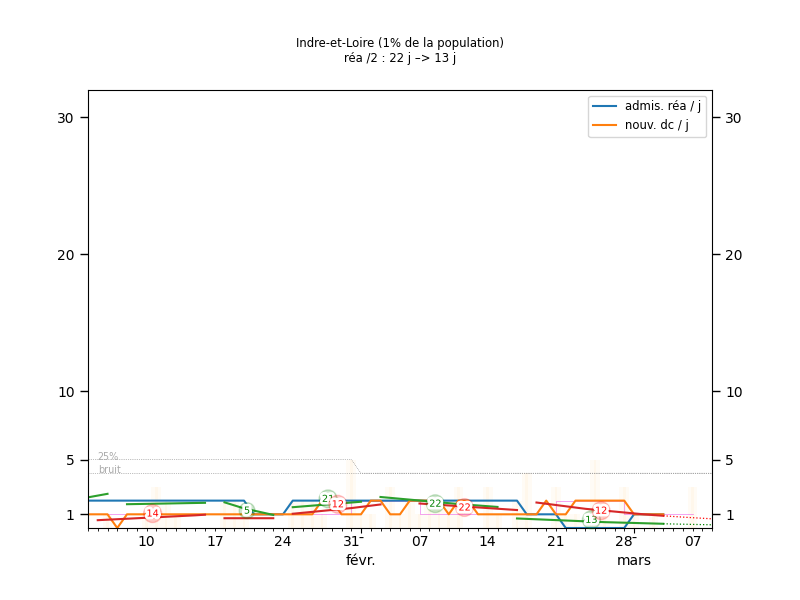 Indre-et-Loire (1% de la population)
réa /2 : 22 j –> 13 j
admis. réa / j
nouv. dc / j
30 30
20 20
10 10
25%
5 5
bruit
21 12 22 22 5 14 12 13
1 1
10 17 24 31 07 14 21 28 07
févr. mars